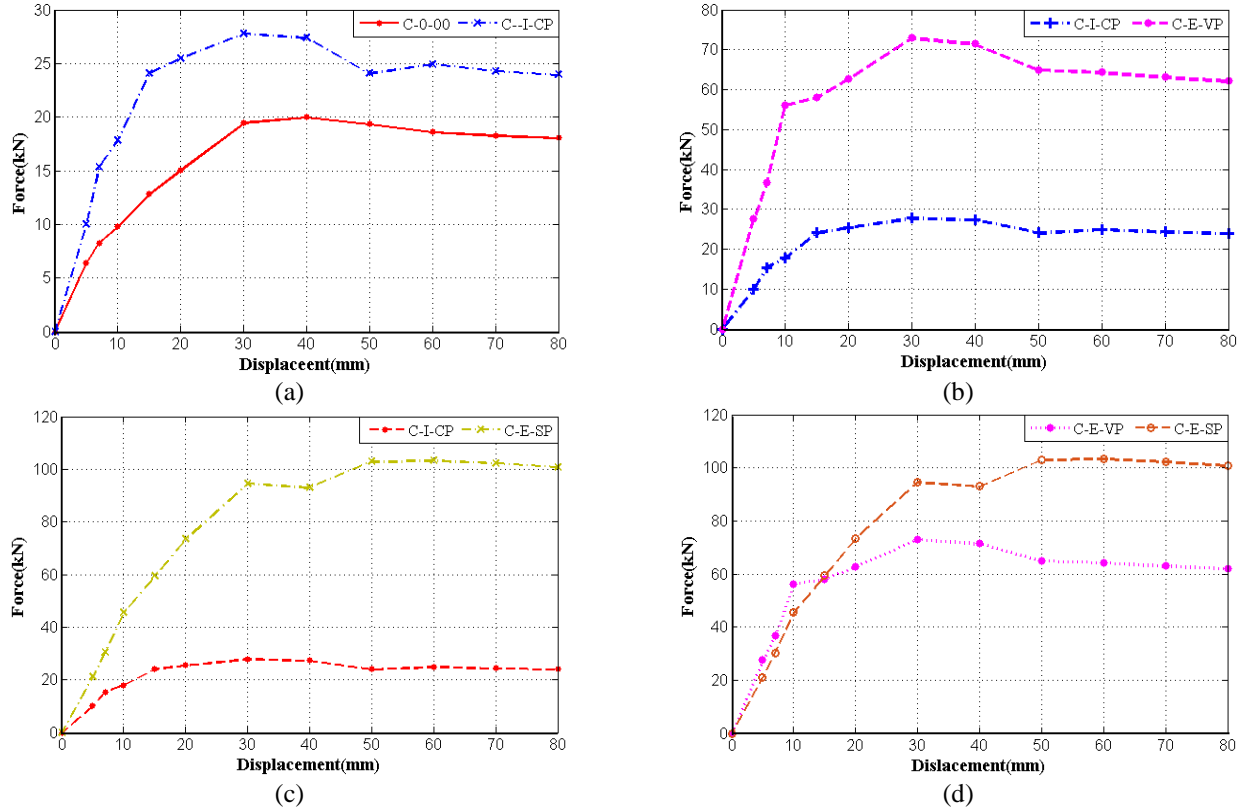 C-0-00 C--I-CP
30
25
20
15
10
5
0
Force(kN)
0 10 20 30 40 50 60 70 80
Displaceent(mm)
(a)
C-I-CP C-E-VP
80
70
60
50
40
30
20
10
0
Force(kN)
0 10 20 30 40 50 60 70 80
Displacement(mm)
(b)
C-I-CP C-E-SP
120
100
80
60
40
20
0
Force(kN)
0 10 20 30 40 50 60 70 80
Displacement(mm)
(c)
C-E-VP C-E-SP
120
100
80
60
40
20
0
Force(kN)
0 10 20 30 40 50 60 70 80
Dislacement(mm)
(d)